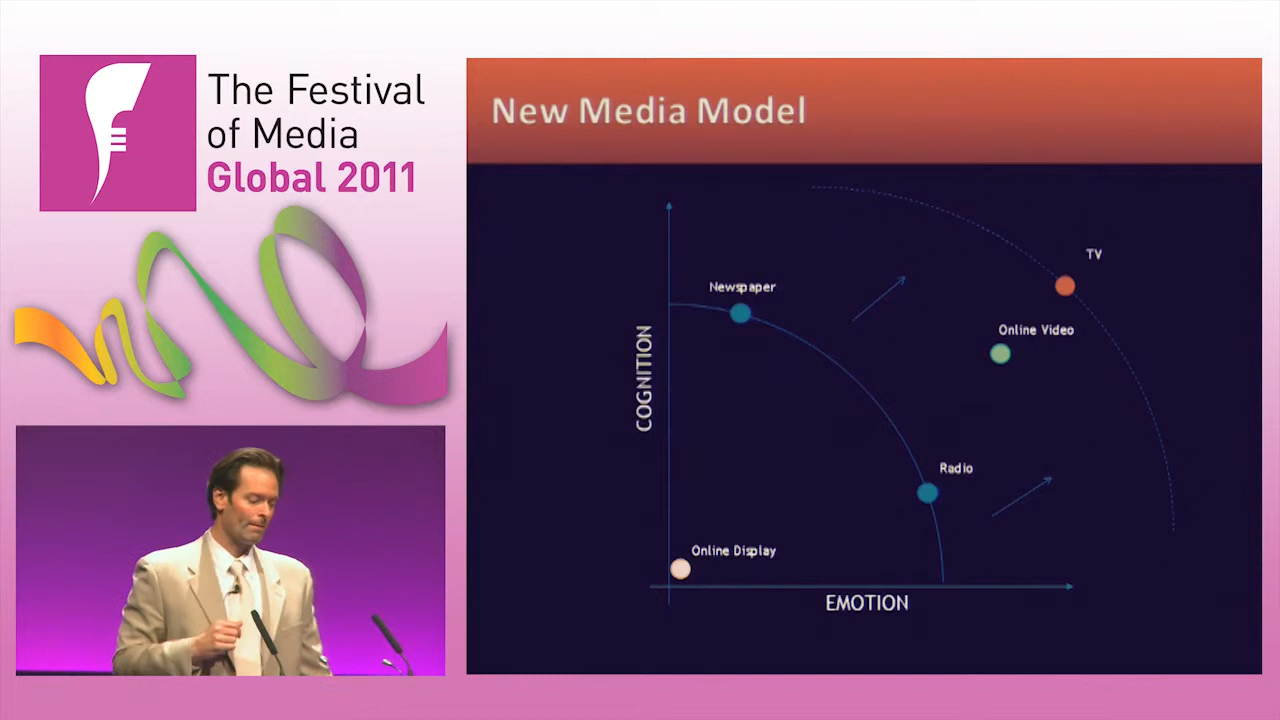 The Festival
of Media
Global 2011
New Media Model
TV
Newspaper
Online Video
COGNITION
Radio
Online Display
EMOTION